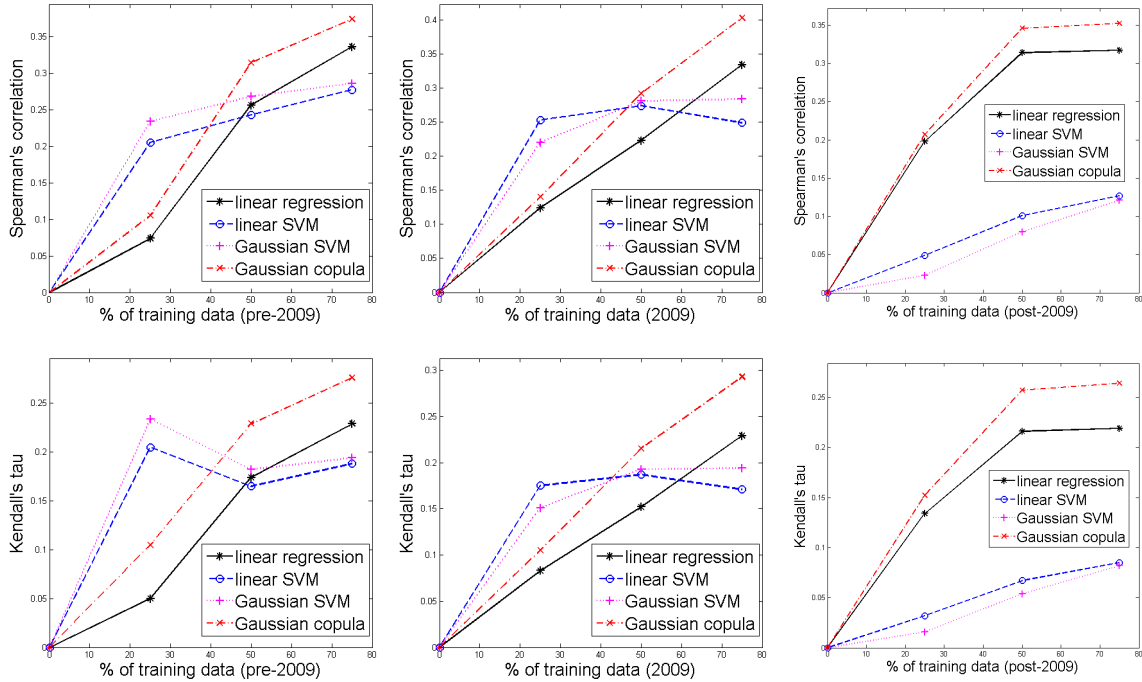 Spearman's correlation
0.35
0.3
0.25
0.2
0.15
0.1
0.05
0
0 10 20 30 40 50 60 70 80
% of training data (pre-2009)
linear regression
linear SVM
Gaussian SVM
Gaussian copula
Spearman's correlation
0.4
0.35
0.3
0.25
0.2
0.15
0.1
0.05
0
0 10 20 30 40 50 60 70 80
% of training data (2009)
linear regression
linear SVM
Gaussian SVM
Gaussian copula
Spearman's correlation
0.35
0.3
0.25
0.2
0.15
0.1
0.05
0
0 10 20 30 40 50 60 70 80
% of training data (post-2009)
linear regression
linear SVM
Gaussian SVM
Gaussian copula
Kendall's tau
0.25
0.2
0.15
0.1
0.05
0
0 10 20 30 40 50 60 70 80
% of training data (pre-2009)
linear regression
linear SVM
Gaussian SVM
Gaussian copula
Kendall's tau
0.3
0.25
0.2
0.15
0.1
0.05
0
0 10 20 30 40 50 60 70 80
% of training data (2009)
linear regression
linear SVM
Gaussian SVM
Gaussian copula
Kendall's tau
0.25
0.2
0.15
0.1
0.05
0
0 10 20 30 40 50 60 70 80
% of training data (post-2009)
linear regression
linear SVM
Gaussian SVM
Gaussian copula